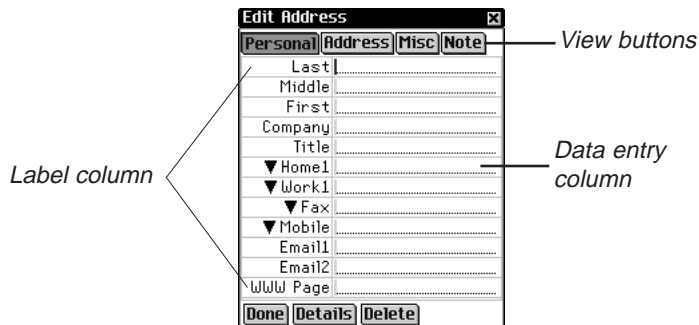 Edit Address
Personal Address Misc Note
View buttons
Last
Middle
First
Company
Title
Home1
Work1
Fax
Mobile
Email1
Email2
WWW Page
Label column
Data entry
column
Done Details Delete